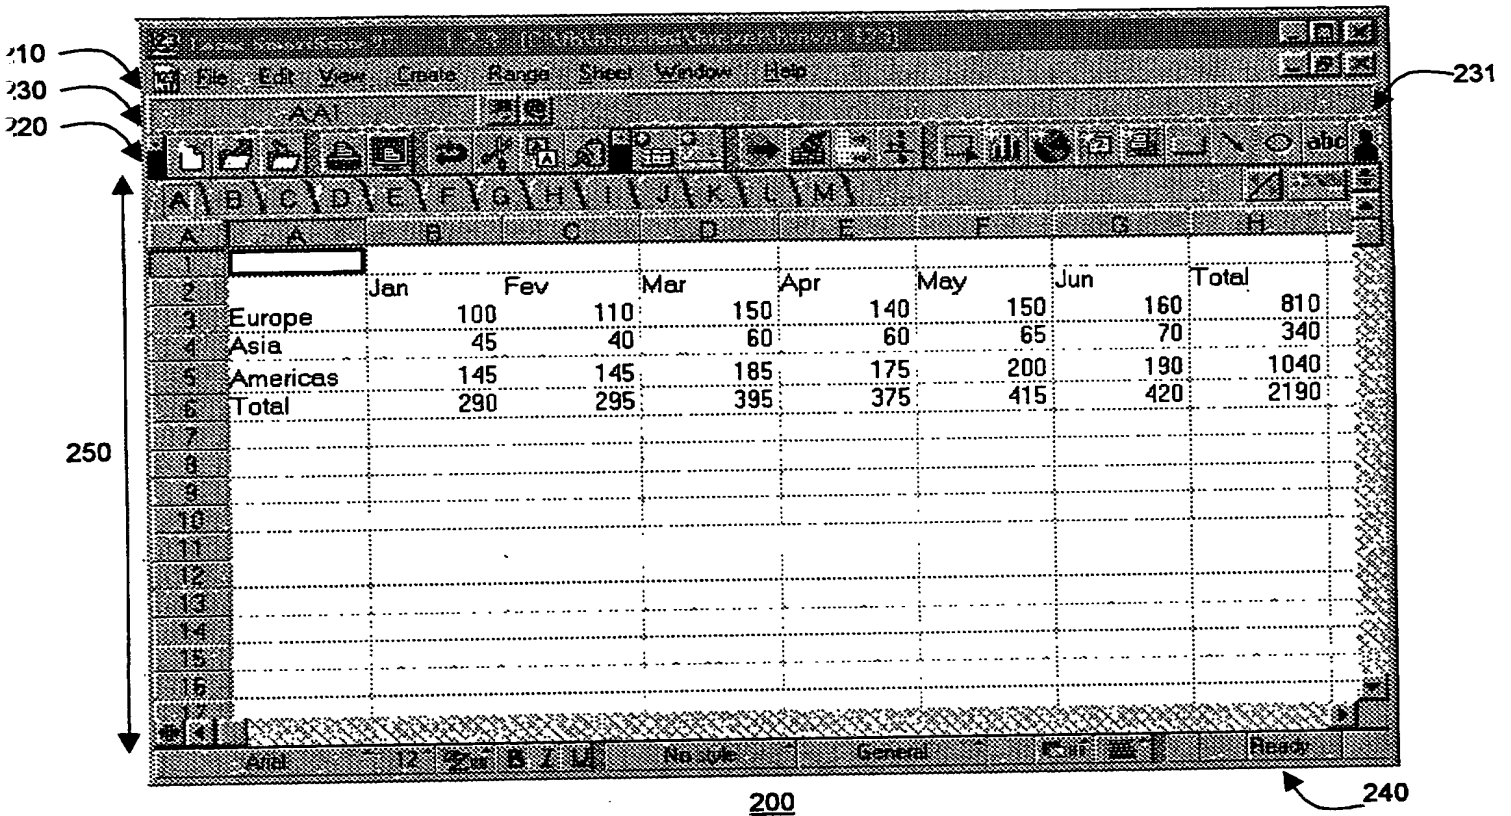 210
File Edit View Create Range Sheet Window Help
231
230
A:A1
220
abc
A B C D E F G H I J K L M
A A B C D E F G H
1
2 Jan Fev Mar Apr May Jun Total
3 Europe 100 110 150 140 150 160 810
4 Asia 45 40 60 60 65 70 340
5 Americas 145 145 185 175 200 190 1040
6 Total 290 295 395 375 415 420 2190
7
250
8
9
10
11
12
13
14
15
16
17
Arial 12 B I U No style General Ready
240
200